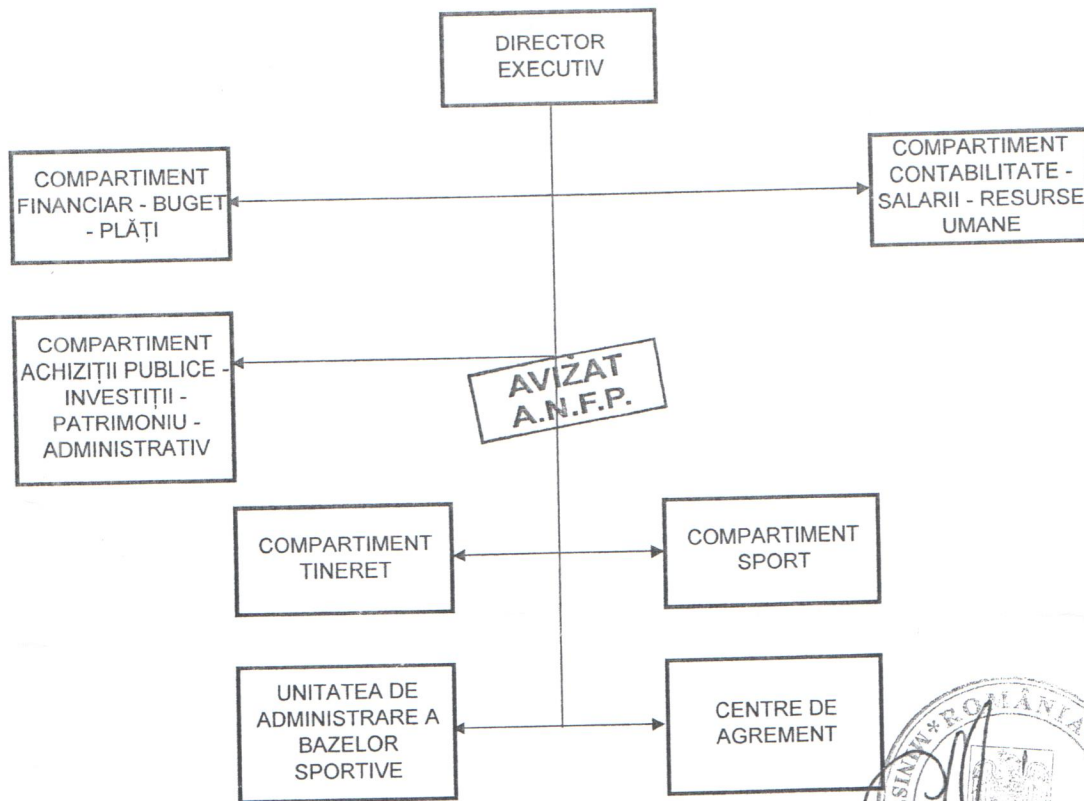 DIRECTOR
EXECUTIV
COMPARTIMENT
FINANCIAR - BUGET
- PLĂȚI
COMPARTIMENT
CONTABILITATE -
SALARII - RESURSE
UMANE
COMPARTIMENT
ACHIZIȚII PUBLICE -
INVESTIȚII -
PATRIMONIU -
ADMINISTRATIV
AVIZAT
A.N.F.P.
COMPARTIMENT
TINERET
COMPARTIMENT
SPORT
UNITATEA DE
ADMINISTRARE A
BAZELOR
SPORTIVE
CENTRE DE
AGREMENT
ROMÂNIA